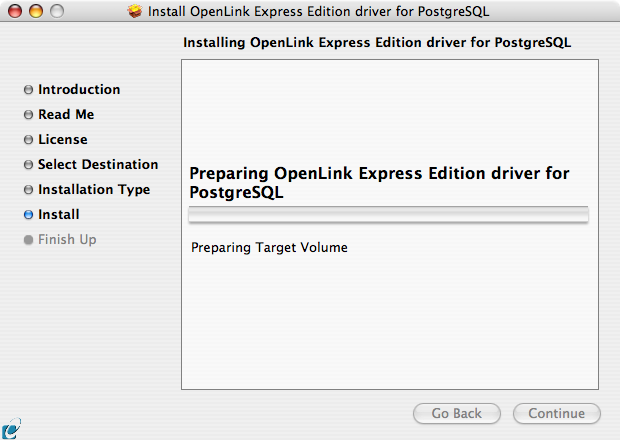 Install OpenLink Express Edition driver for PostgreSQL
Installing OpenLink Express Edition driver for PostgreSQL
Introduction
Read Me
License
Select Destination
Installation Type
Install
Finish Up
Preparing OpenLink Express Edition driver for
PostgreSQL
Preparing Target Volume
Go Back
Continue